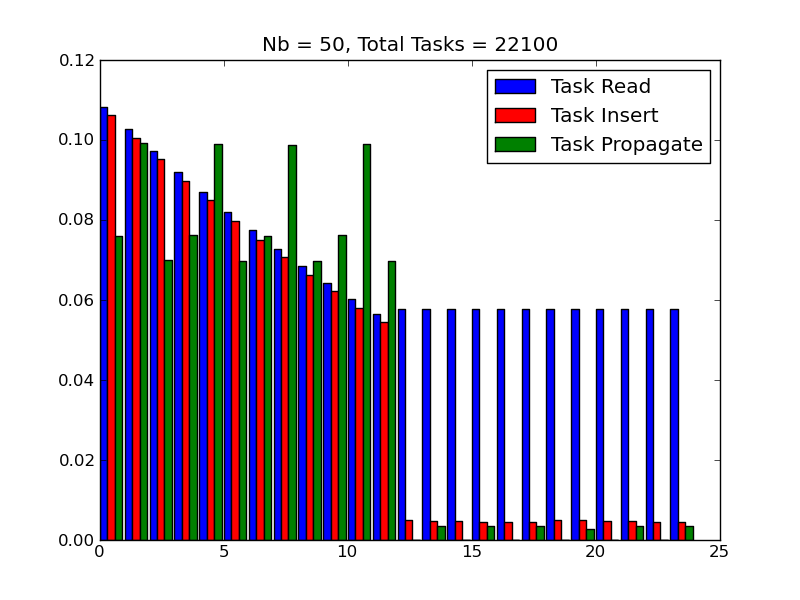 Nb = 50, Total Tasks = 22100
0.12
0.10
0.08
0.06
0.04
0.02
0.00
Task Read
Task Insert
Task Propagate
0 5 10 15 20 25